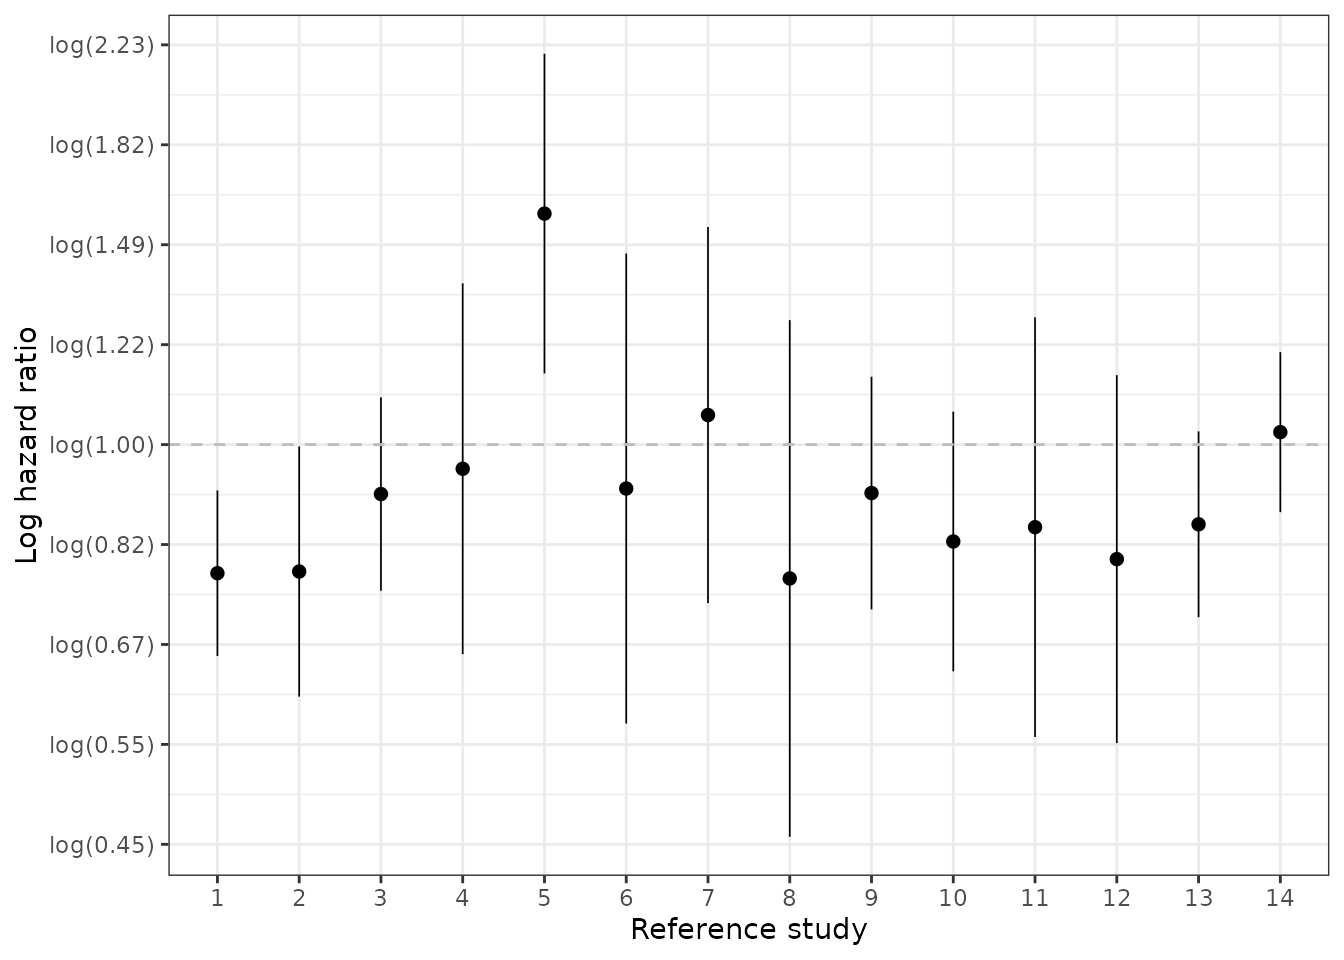 log(2.23)
log(1.82)
log(1.49)
log(1.22)
log(1.00)
log(0.82)
log(0.67)
log(0.55)
log(0.45)
Log hazard ratio
1 2 3 4 5 6 7 8 9 10 11 12 13 14
Reference study